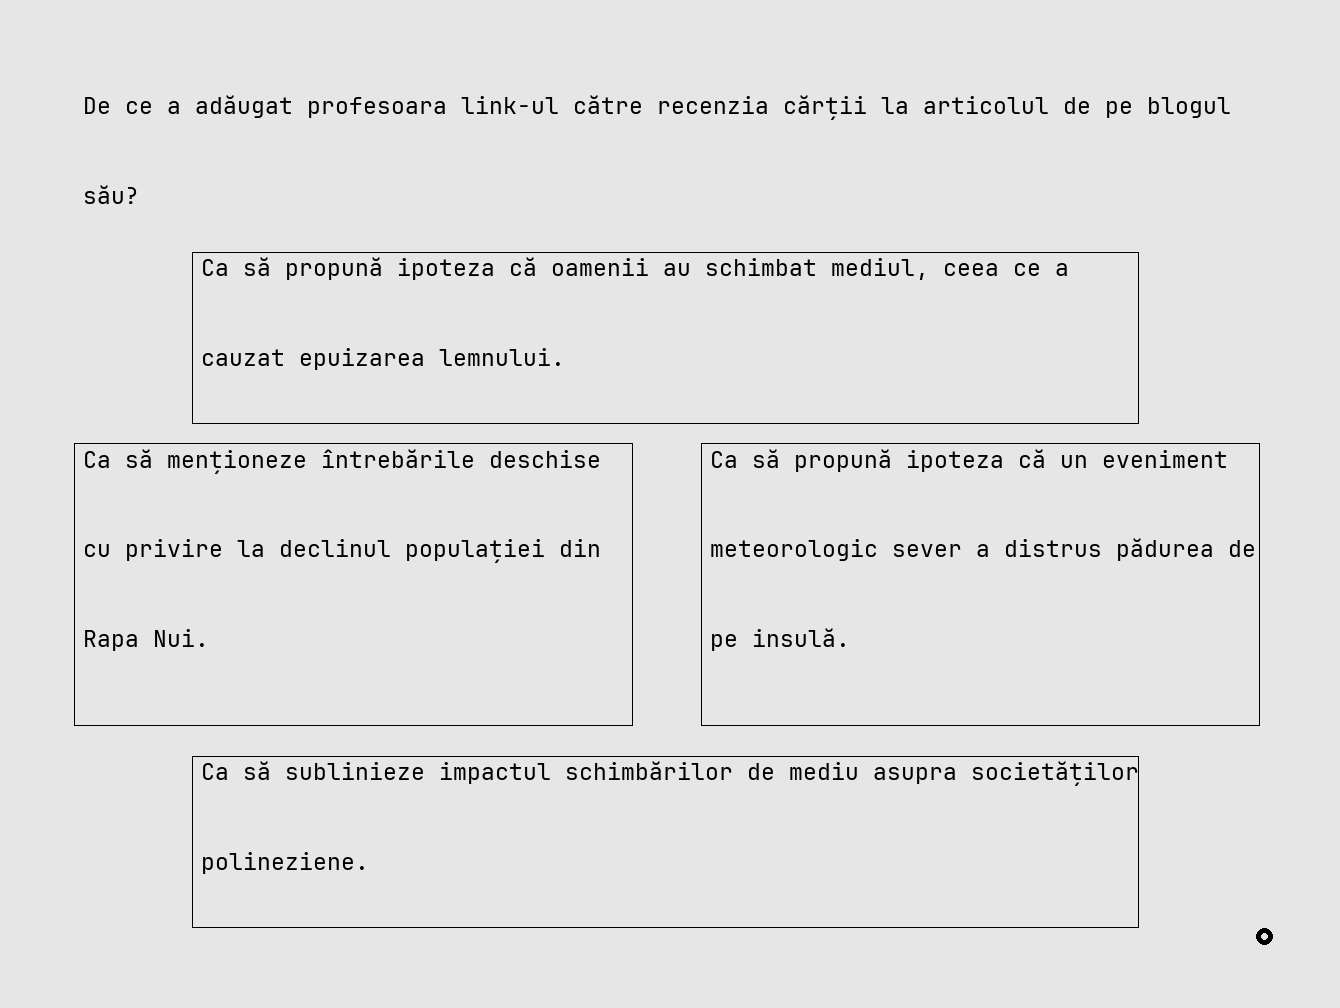 De ce a adăugat profesoara link-ul către recenzia cărții la articolul de pe blogul
său?
Ca să propună ipoteza că oamenii au schimbat mediul, ceea ce a
cauzat epuizarea lemnului.
Ca să menționeze întrebările deschise
cu privire la declinul populației din
Rapa Nui.
Ca să propună ipoteza că un eveniment
meteorologic sever a distrus pădurea de
pe insulă.
Ca să sublinieze impactul schimbărilor de mediu asupra societăților
polineziene.